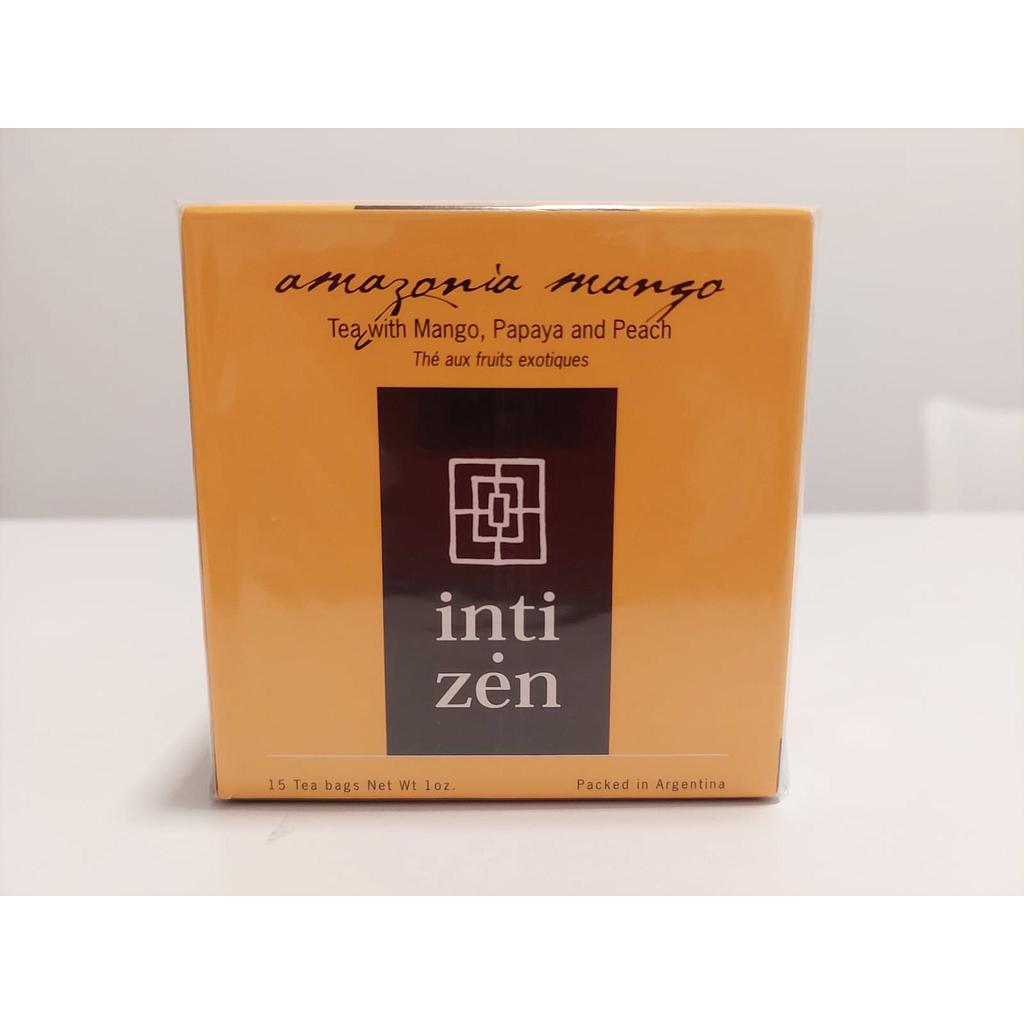 amazonia mango
Tea with Mango, Papaya and Peach
Thé aux fruits exotiques
inti
zėn
15 Tea bags Net Wt 1oz.
Packed in Argentina